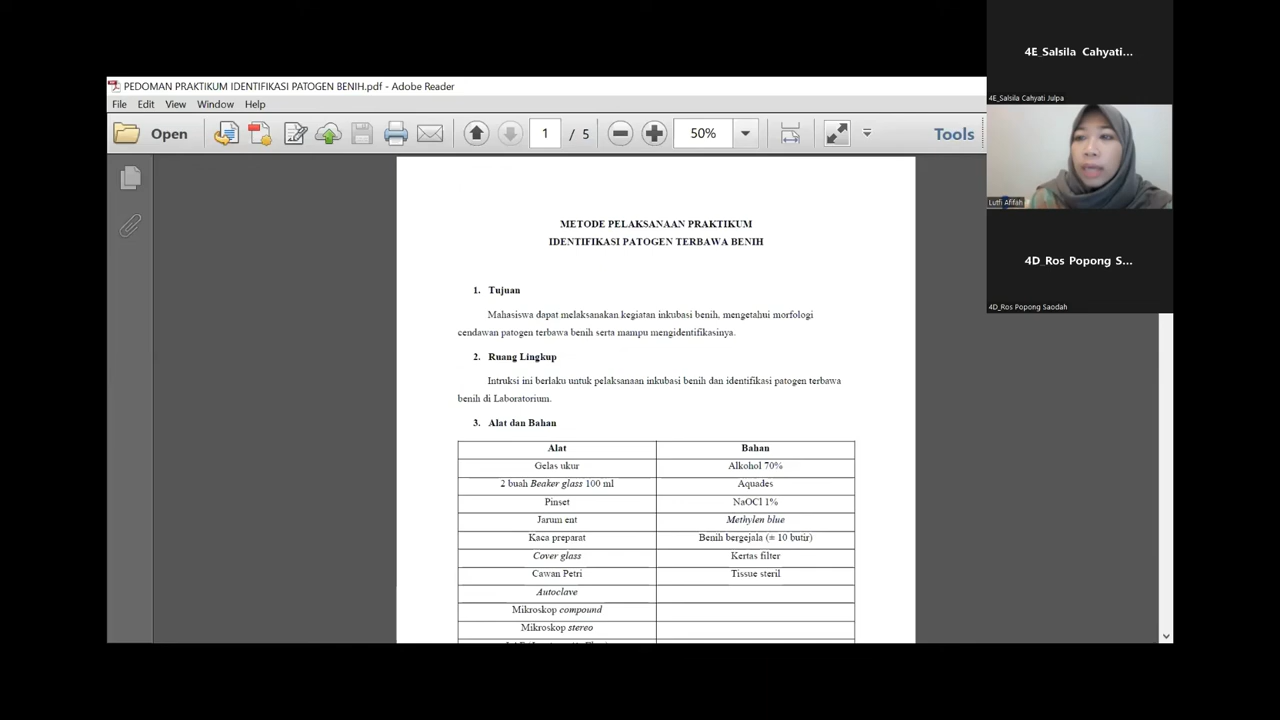 PEDOMAN PRAKTIKUM IDENTIFIKASI PATOGEN BENIH.pdf - Adobe Reader
File Edit View Window Help
Open 1 / 5 50% Tools
METODE PELAKSANAAN PRAKTIKUM
IDENTIFIKASI PATOGEN TERBAWA BENIH
1. Tujuan
Mahasiswa dapat melaksanakan kegiatan inkubasi benih, mengetahui morfologi
cendawan patogen terbawa benih serta mampu mengidentifikasinya.
2. Ruang Lingkup
Intruksi ini berlaku untuk pelaksanaan inkubasi benih dan identifikasi patogen terbawa
benih di Laboratorium.
3. Alat dan Bahan
Alat Bahan
Gelas ukur Alkohol 70%
2 buah Beaker glass 100 ml Aquades
Pinset NaOCl 1%
Jarum ent Methylen blue
Kaca preparat Benih bergejala (± 10 butir)
Cover glass Kertas filter
Cawan Petri Tissue steril
Autoclave
Mikroskop compound
Mikroskop stereo
4E_Salsila Cahyati...
4E_Salsila Cahyati Julpa
Lutfi Afifah
4D_Ros Popong S...
4D_Ros Popong Saodah